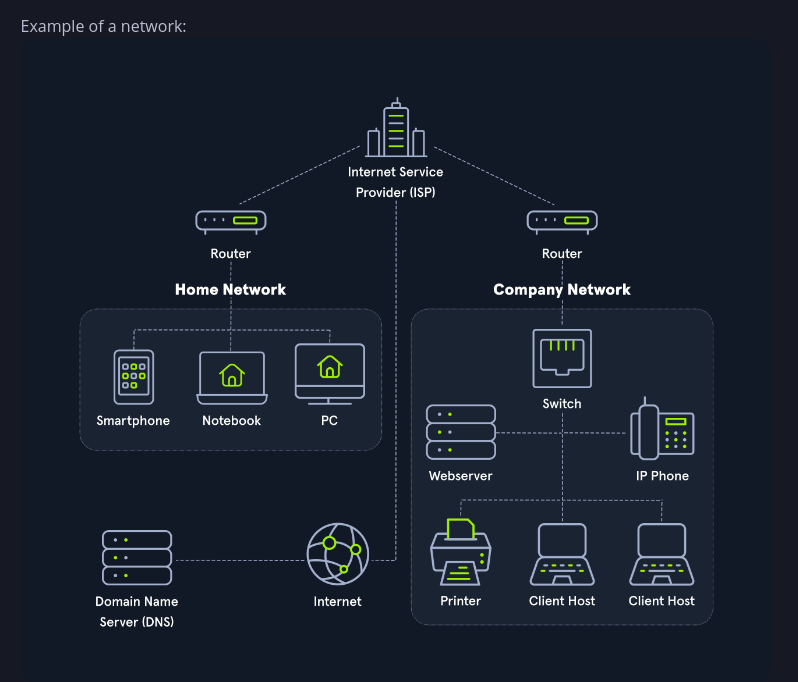 Example of a network:
Internet Service
Provider (ISP)
Router
Router
Home Network
Company Network
Switch
Smartphone
Notebook
PC
Webserver
IP Phone
Domain Name
Server (DNS)
Internet
Printer
Client Host
Client Host